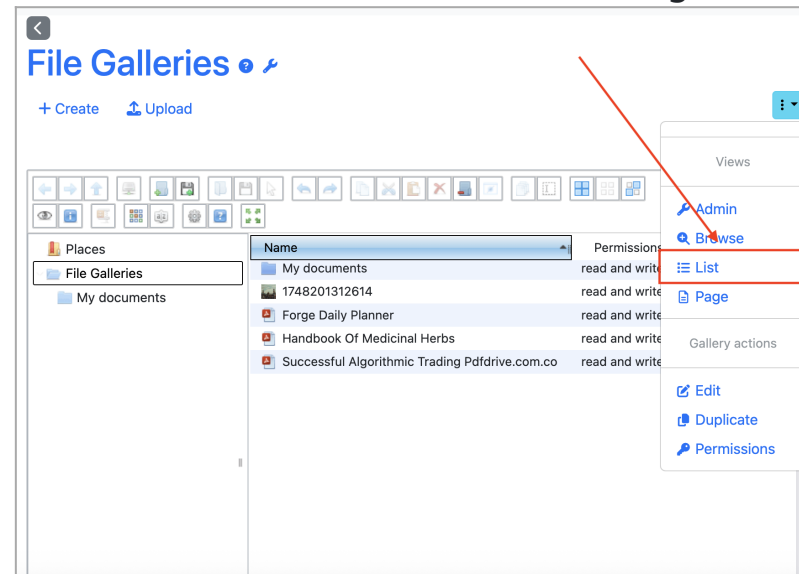 File Galleries
Create
Upload
Views
Admin
Browse
List
Page
Gallery actions
Edit
Duplicate
Permissions
Places
File Galleries
My documents
Name Permissions
My documents read and write
1748201312614 read and write
Forge Daily Planner read and write
Handbook Of Medicinal Herbs read and write
Successful Algorithmic Trading Pdfdrive.com.co read and write